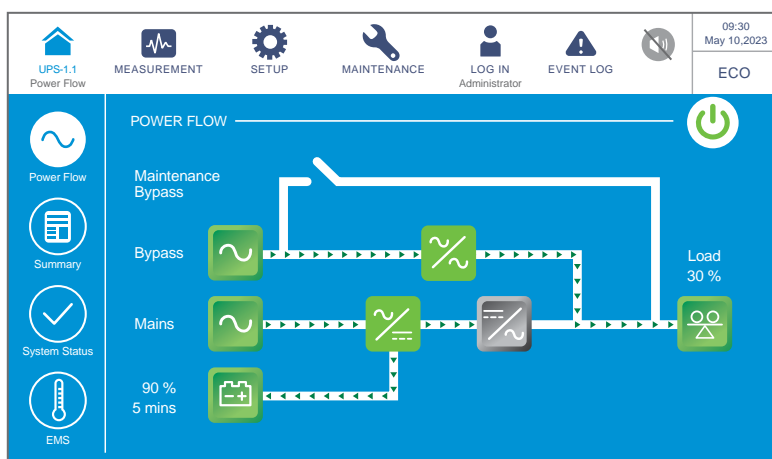 UPS-1.1
Power Flow
MEASUREMENT
SETUP
MAINTENANCE
LOG IN
Administrator
EVENT LOG
09:30
May 10,2023
ECO
Power Flow
Summary
System Status
EMS
POWER FLOW
Maintenance
Bypass
Bypass
Mains
90 %
5 mins
Load
30 %